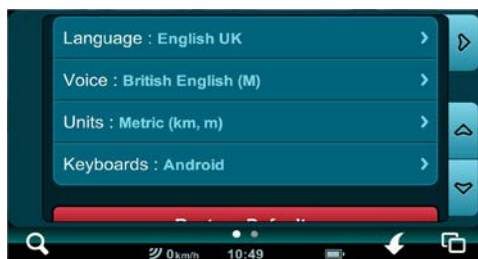 Language : English UK
Voice : British English (M)
Units : Metric (km, m)
Keyboards : Android
0km/h 10:49